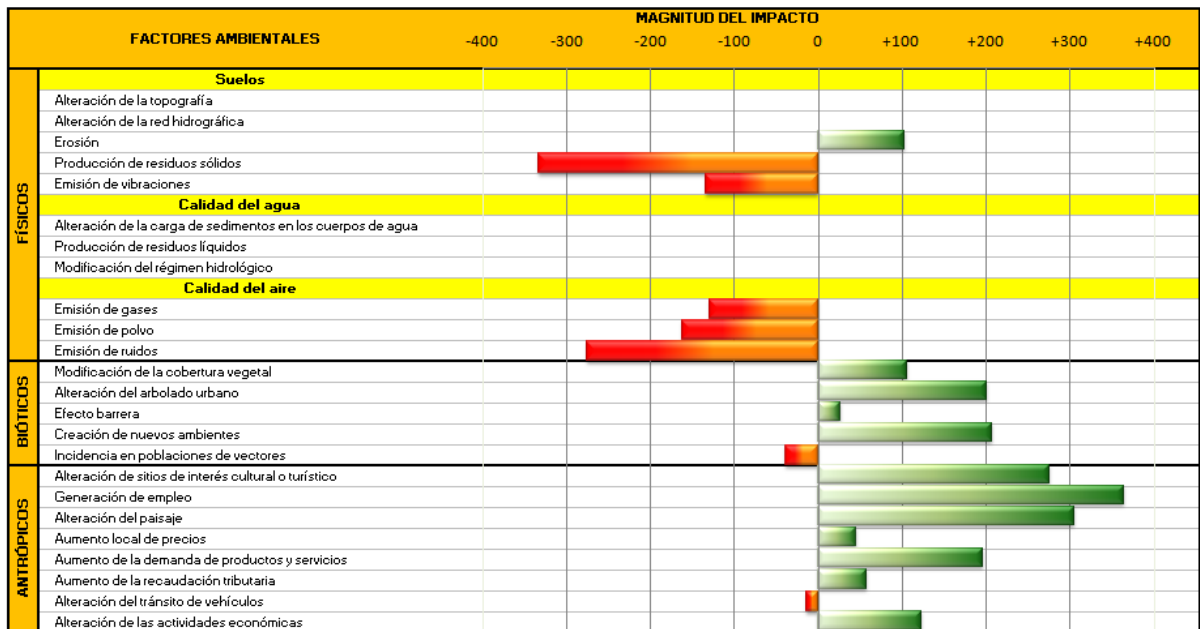 MAGNITUD DEL IMPACTO
FACTORES AMBIENTALES
-400 -300 -200 -100 0 +100 +200 +300 +400
FÍSICOS
Suelos
Alteración de la topografía
Alteración de la red hidrográfica
Erosión
Producción de residuos sólidos
Emisión de vibraciones
Calidad del agua
Alteración de la carga de sedimentos en los cuerpos de agua
Producción de residuos líquidos
Modificación del régimen hidrológico
Calidad del aire
Emisión de gases
Emisión de polvo
Emisión de ruidos
BIÓTICOS
Modificación de la cobertura vegetal
Alteración del arbolado urbano
Efecto barrera
Creación de nuevos ambientes
Incidencia en poblaciones de vectores
ANTRÓPICOS
Alteración de sitios de interés cultural o turístico
Generación de empleo
Alteración del paisaje
Aumento local de precios
Aumento de la demanda de productos y servicios
Aumento de la recaudación tributaria
Alteración del tránsito de vehículos
Alteración de las actividades económicas